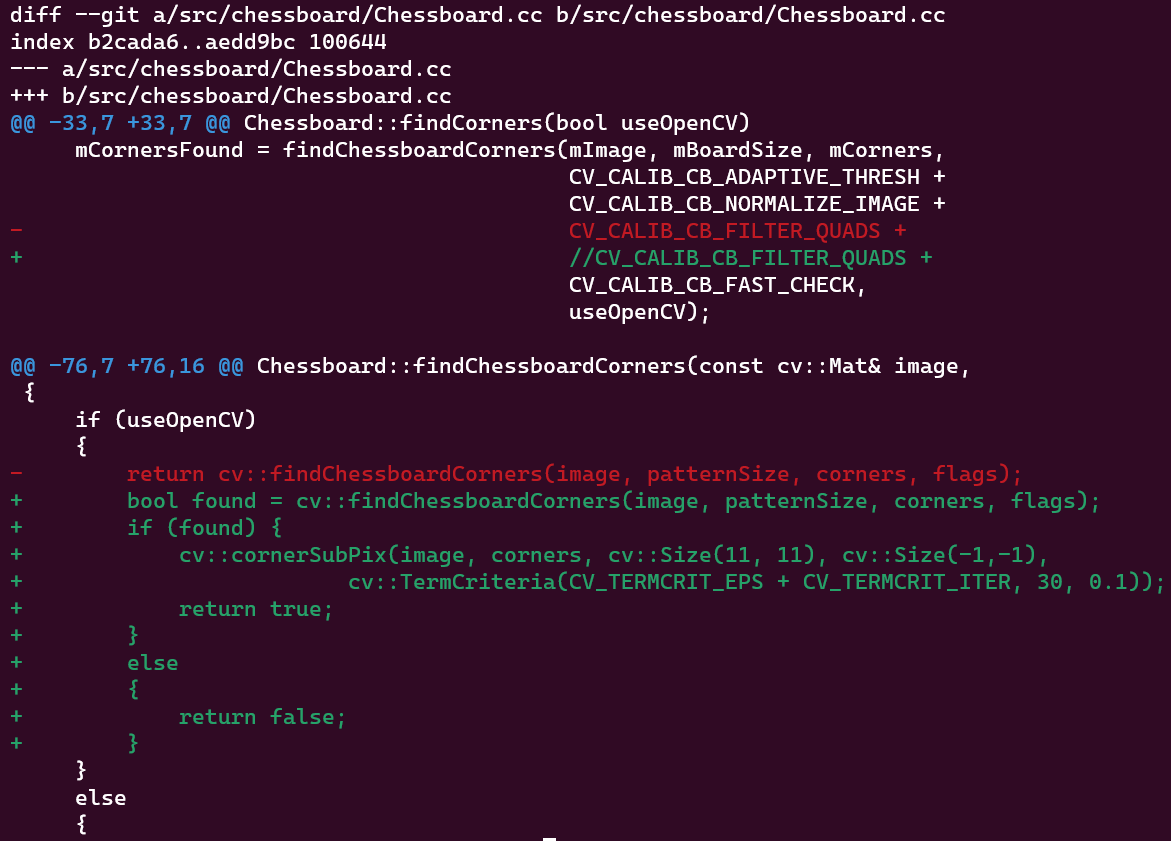 diff --git a/src/chessboard/Chessboard.cc b/src/chessboard/Chessboard.cc
index b2cada6..aedd9bc 100644
--- a/src/chessboard/Chessboard.cc
+++ b/src/chessboard/Chessboard.cc
@@ -33,7 +33,7 @@ Chessboard::findCorners(bool useOpenCV)
     mCornersFound = findChessboardCorners(mImage, mBoardSize, mCorners,
                                           CV_CALIB_CB_ADAPTIVE_THRESH +
                                           CV_CALIB_CB_NORMALIZE_IMAGE +
-                                          CV_CALIB_CB_FILTER_QUADS +
+                                          //CV_CALIB_CB_FILTER_QUADS +
                                           CV_CALIB_CB_FAST_CHECK,
                                           useOpenCV);

@@ -76,7 +76,16 @@ Chessboard::findChessboardCorners(const cv::Mat& image,
 {
     if (useOpenCV)
     {
-        return cv::findChessboardCorners(image, patternSize, corners, flags);
+        bool found = cv::findChessboardCorners(image, patternSize, corners, flags);
+        if (found) {
+            cv::cornerSubPix(image, corners, cv::Size(11, 11), cv::Size(-1,-1),
+                         cv::TermCriteria(CV_TERMCRIT_EPS + CV_TERMCRIT_ITER, 30, 0.1));
+            return true;
+        }
+        else
+        {
+            return false;
+        }
     }
     else
     {